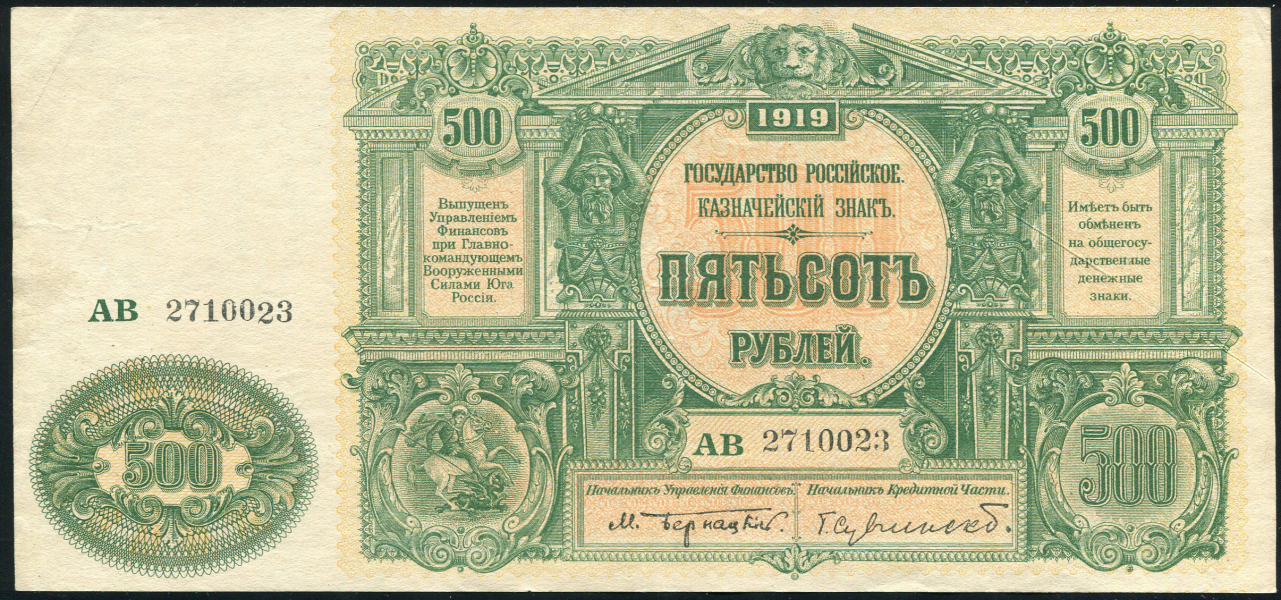 1919
500
500
ГОСУДАРСТВО РОССІЙСКОЕ.
КАЗНАЧЕЙСКІЙ ЗНАКЪ.
ПЯТЬСОТЪ
РУБЛЕЙ.
Выпущенъ
Управленіемъ
Финансовъ
при Главно-
командующемъ
Вооруженными
Силами Юга
Россіи.
Имѣетъ быть
обмѣненъ
на общегосу-
дарственные
денежные
знаки.
АВ 2710023
500
АВ 2710023
500
Начальникъ Управленія Финансовъ.
Начальникъ Кредитной Части.
М. Бернацкій.